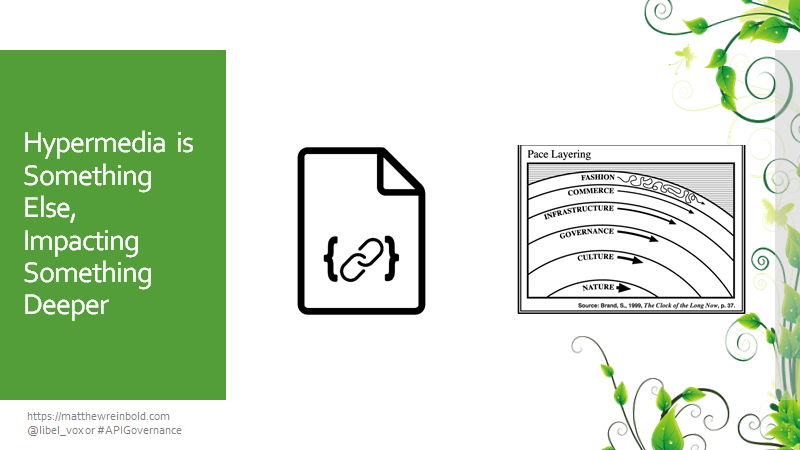 Hypermedia is
Something
Else,
Impacting
Something
Deeper
{ }
Pace Layering
FASHION
COMMERCE
INFRASTRUCTURE
GOVERNANCE
CULTURE
NATURE
Source: Brand, S., 1999, The Clock of the Long Now, p. 37.
https://matthewreinbold.com
@libel_vox or #APIGovernance